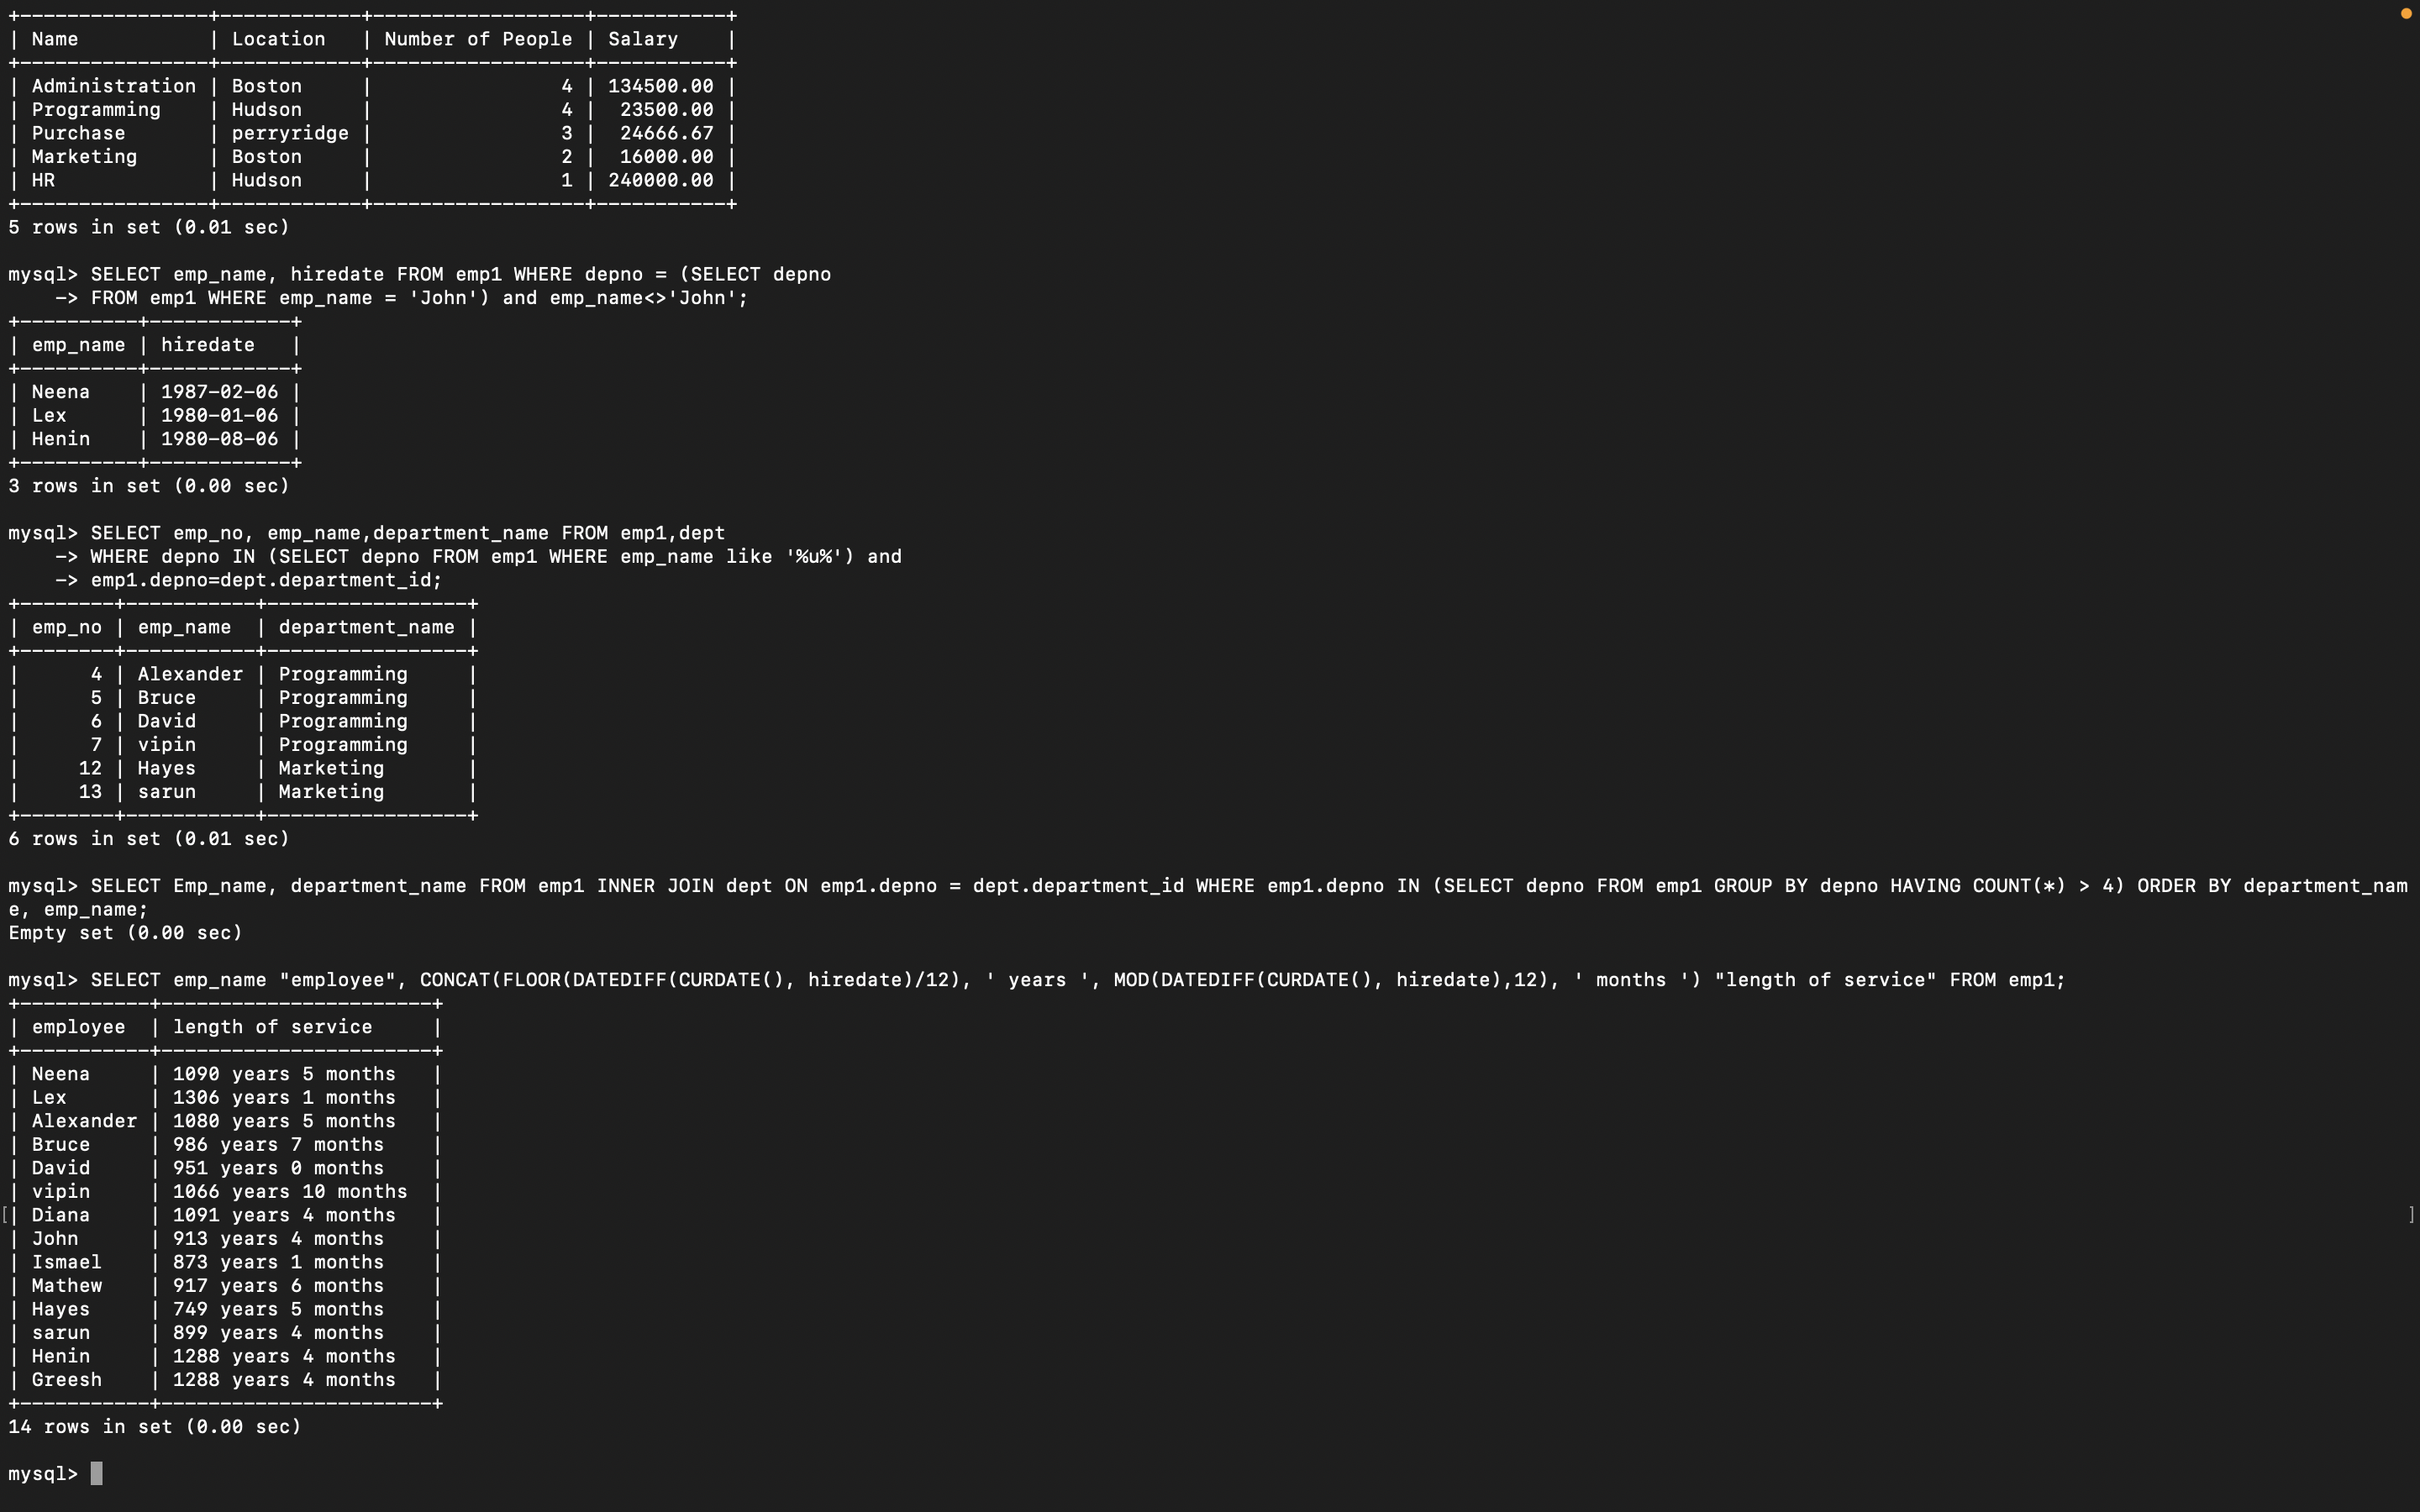 +----------------+------------+------------------+-----------+
| Name           | Location   | Number of People | Salary    |
+----------------+------------+------------------+-----------+
| Administration | Boston     |                4 | 134500.00 |
| Programming    | Hudson     |                4 |  23500.00 |
| Purchase       | perryridge |                3 |  24666.67 |
| Marketing      | Boston     |                2 |  16000.00 |
| HR             | Hudson     |                1 | 240000.00 |
+----------------+------------+------------------+-----------+
5 rows in set (0.01 sec)

mysql> SELECT emp_name, hiredate FROM emp1 WHERE depno = (SELECT depno
    -> FROM emp1 WHERE emp_name = 'John') and emp_name<>'John';
+----------+------------+
| emp_name | hiredate   |
+----------+------------+
| Neena    | 1987-02-06 |
| Lex      | 1980-01-06 |
| Henin    | 1980-08-06 |
+----------+------------+
3 rows in set (0.00 sec)

mysql> SELECT emp_no, emp_name,department_name FROM emp1,dept
    -> WHERE depno IN (SELECT depno FROM emp1 WHERE emp_name like '%u%') and
    -> emp1.depno=dept.department_id;
+--------+-----------+-----------------+
| emp_no | emp_name  | department_name |
+--------+-----------+-----------------+
|      4 | Alexander | Programming     |
|      5 | Bruce     | Programming     |
|      6 | David     | Programming     |
|      7 | vipin     | Programming     |
|     12 | Hayes     | Marketing       |
|     13 | sarun     | Marketing       |
+--------+-----------+-----------------+
6 rows in set (0.01 sec)

mysql> SELECT Emp_name, department_name FROM emp1 INNER JOIN dept ON emp1.depno = dept.department_id WHERE emp1.depno IN (SELECT depno FROM emp1 GROUP BY depno HAVING COUNT(*) > 4) ORDER BY department_nam
e, emp_name;
Empty set (0.00 sec)

mysql> SELECT emp_name "employee", CONCAT(FLOOR(DATEDIFF(CURDATE(), hiredate)/12), ' years ', MOD(DATEDIFF(CURDATE(), hiredate),12), ' months ') "length of service" FROM emp1;
+-----------+-----------------------+
| employee  | length of service     |
+-----------+-----------------------+
| Neena     | 1090 years 5 months   |
| Lex       | 1306 years 1 months   |
| Alexander | 1080 years 5 months   |
| Bruce     | 986 years 7 months    |
| David     | 951 years 0 months    |
| vipin     | 1066 years 10 months  |
[| Diana     | 1091 years 4 months   | ]
| John      | 913 years 4 months    |
| Ismael    | 873 years 1 months    |
| Mathew    | 917 years 6 months    |
| Hayes     | 749 years 5 months    |
| sarun     | 899 years 4 months    |
| Henin     | 1288 years 4 months   |
| Greesh    | 1288 years 4 months   |
+-----------+-----------------------+
14 rows in set (0.00 sec)

mysql>